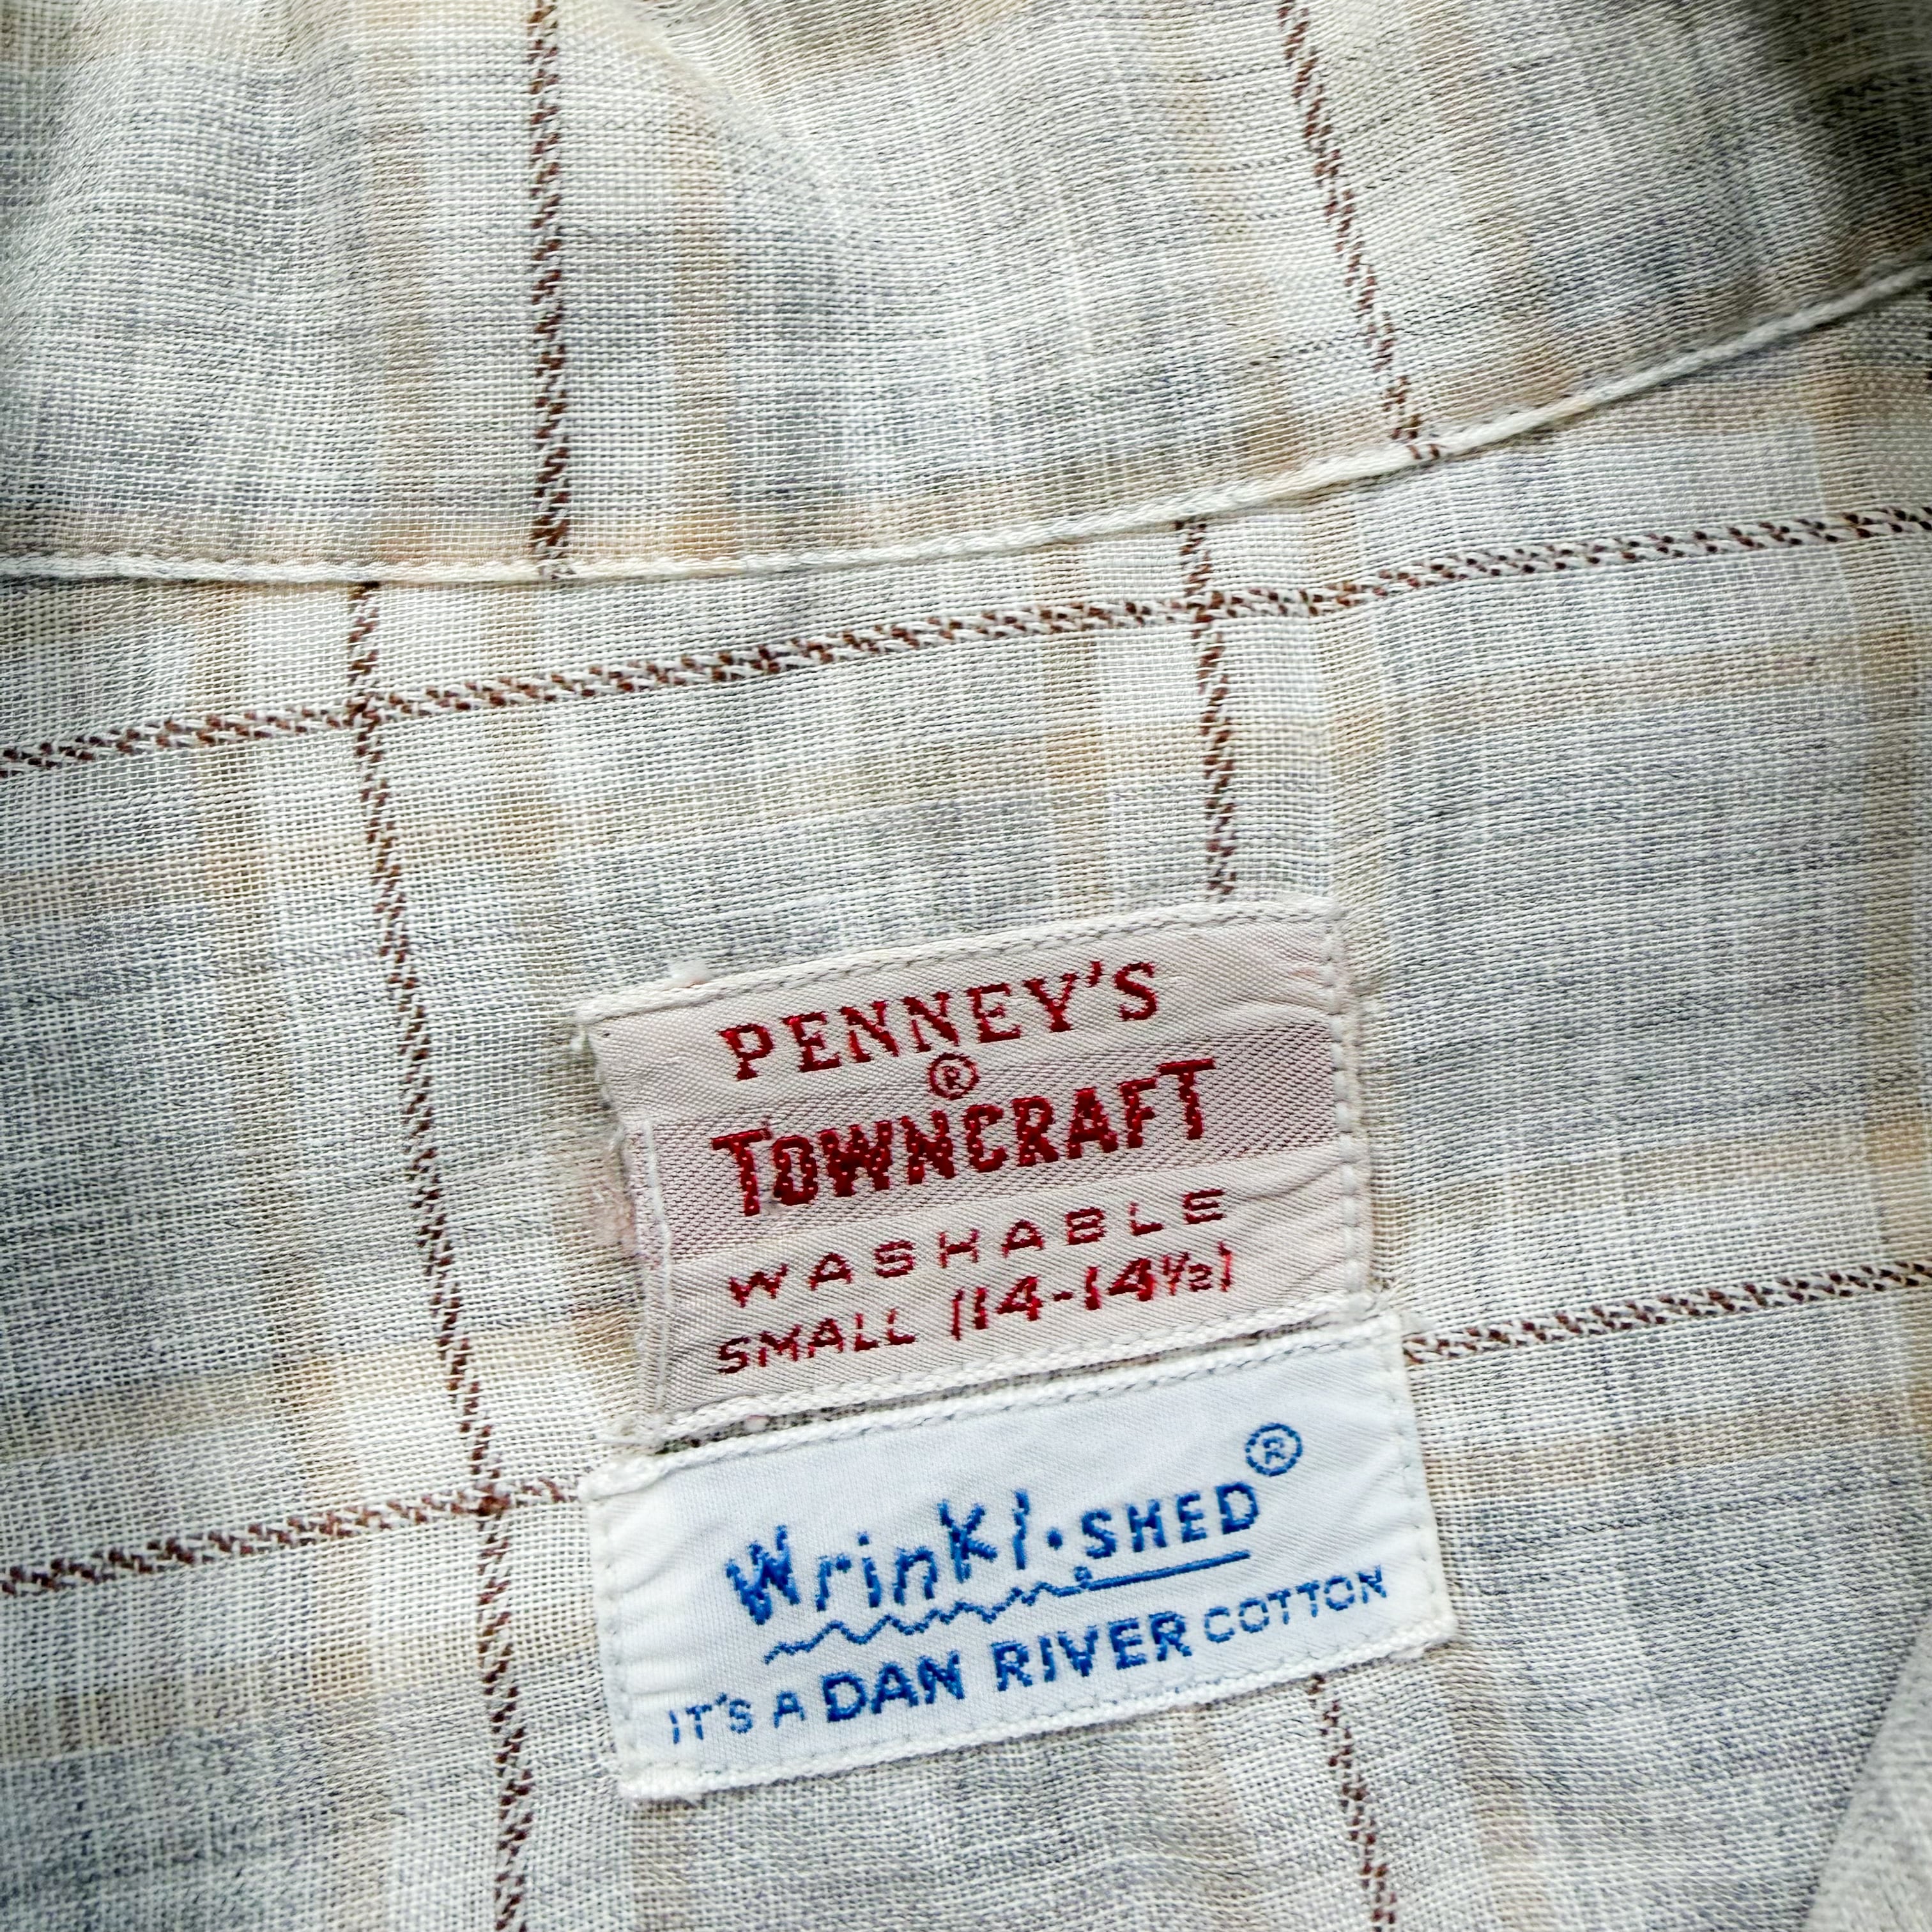 PENNEY'S
®
TOWNCRAFT
WASHABLE
SMALL (14-14½)
Wrinkl·SHED®
IT'S A DAN RIVER COTTON